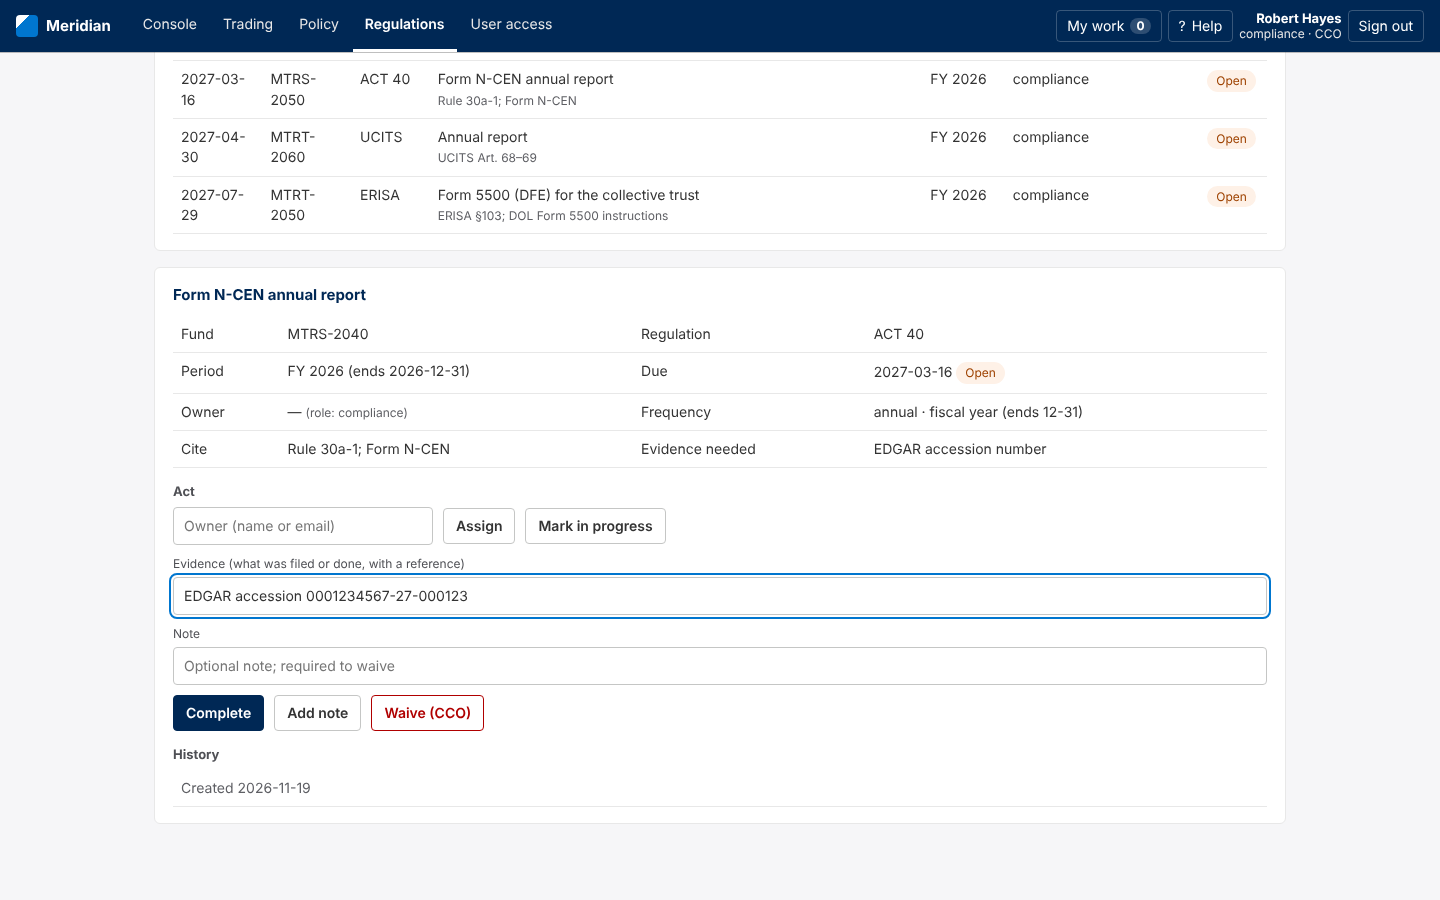 Meridian Console Trading Policy Regulations User access My work 0 ? Help Robert Hayes compliance · CCO Sign out
2027-03-16 MTRS-2050 ACT 40 Form N-CEN annual report FY 2026 compliance Open
Rule 30a-1; Form N-CEN
2027-04-30 MTRT-2060 UCITS Annual report FY 2026 compliance Open
UCITS Art. 68–69
2027-07-29 MTRT-2050 ERISA Form 5500 (DFE) for the collective trust FY 2026 compliance Open
ERISA §103; DOL Form 5500 instructions
Form N-CEN annual report
Fund MTRS-2040 Regulation ACT 40
Period FY 2026 (ends 2026-12-31) Due 2027-03-16 Open
Owner — (role: compliance) Frequency annual · fiscal year (ends 12-31)
Cite Rule 30a-1; Form N-CEN Evidence needed EDGAR accession number
Act
Owner (name or email) Assign Mark in progress
Evidence (what was filed or done, with a reference)
EDGAR accession 0001234567-27-000123
Note
Optional note; required to waive
Complete Add note Waive (CCO)
History
Created 2026-11-19